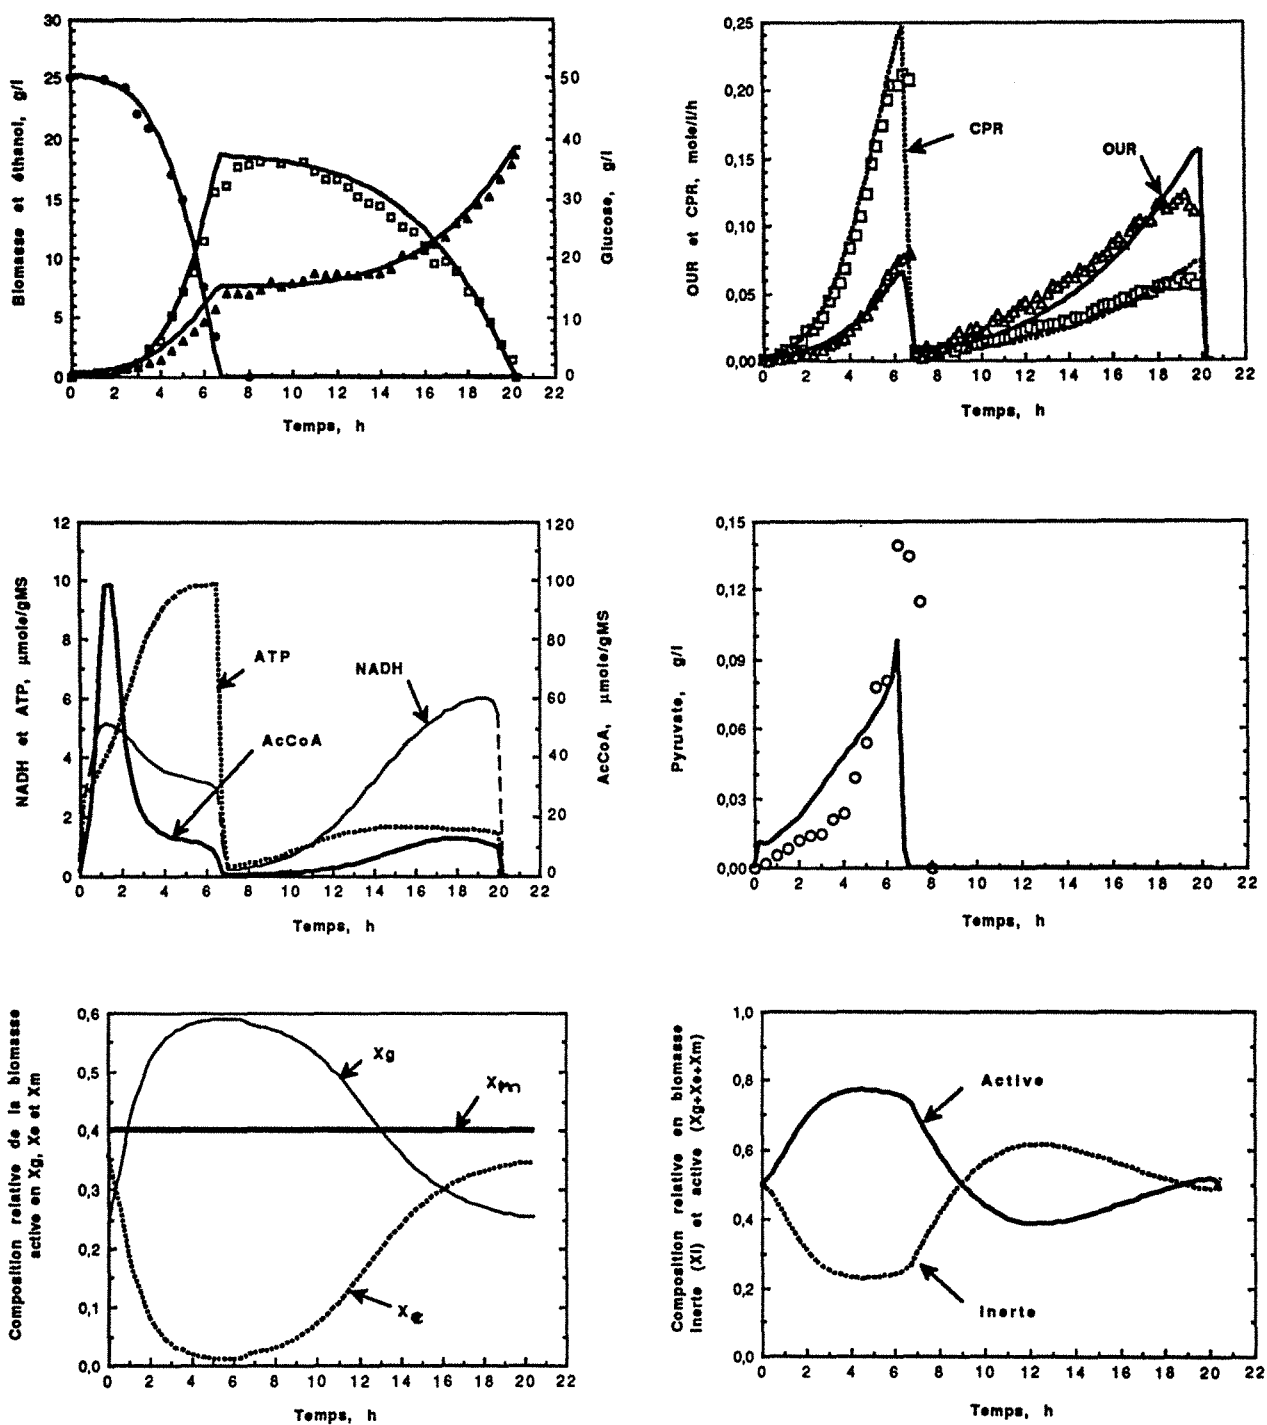 Biomasse et éthanol, g/l
30
25
20
15
10
5
0
50
40
30
20
10
0
Glucose, g/l
0 2 4 6 8 10 12 14 16 18 20 22
Temps, h
OUR et CPR, mole/l/h
0,25
0,20
0,15
0,10
0,05
0,00
CPR
OUR
0 2 4 6 8 10 12 14 16 18 20 22
Temps, h
NADH et ATP, µmole/gMS
12
10
8
6
4
2
0
ATP
NADH
AcCoA
120
100
80
60
40
20
0
AcCoA, µmole/gMS
0 2 4 6 8 10 12 14 16 18 20 22
Temps, h
Pyruvate, g/l
0,15
0,12
0,09
0,06
0,03
0,00
0 2 4 6 8 10 12 14 16 18 20 22
Temps, h
Composition relative de la biomasse
active en Xg, Xe et Xm
0,6
0,5
0,4
0,3
0,2
0,1
0,0
Xg
Xm
Xe
0 2 4 6 8 10 12 14 16 18 20 22
Temps, h
Composition relative en biomasse
Inerte (XI) et active (Xg+Xe+Xm)
1,0
0,8
0,6
0,4
0,2
0,0
Active
Inerte
0 2 4 6 8 10 12 14 16 18 20 22
Temps, h